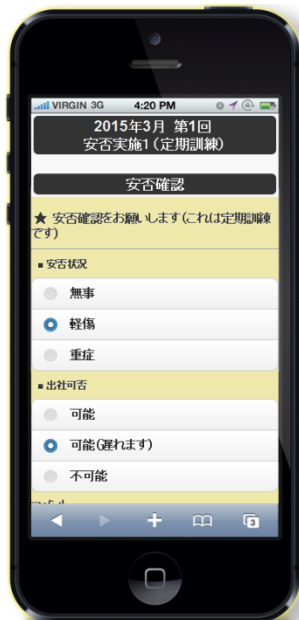 VIRGIN 3G 4:20 PM
2015年3月 第1回
安否実施1(定期訓練)
安否確認
★ 安否確認をお願いします(これは定期訓練
です)
■安否状況
無事
軽傷
重症
■出社可否
可能
可能(遅れます)
不可能
3